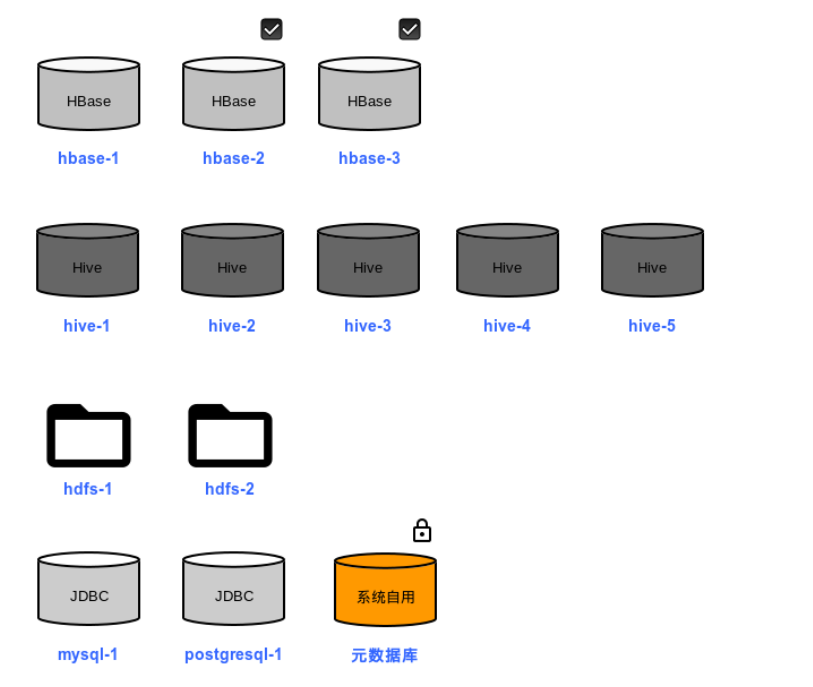 HBase HBase HBase
hbase-1 hbase-2 hbase-3
Hive Hive Hive Hive Hive
hive-1 hive-2 hive-3 hive-4 hive-5
hdfs-1 hdfs-2
JDBC JDBC 系统自用
mysql-1 postgresql-1 元数据库